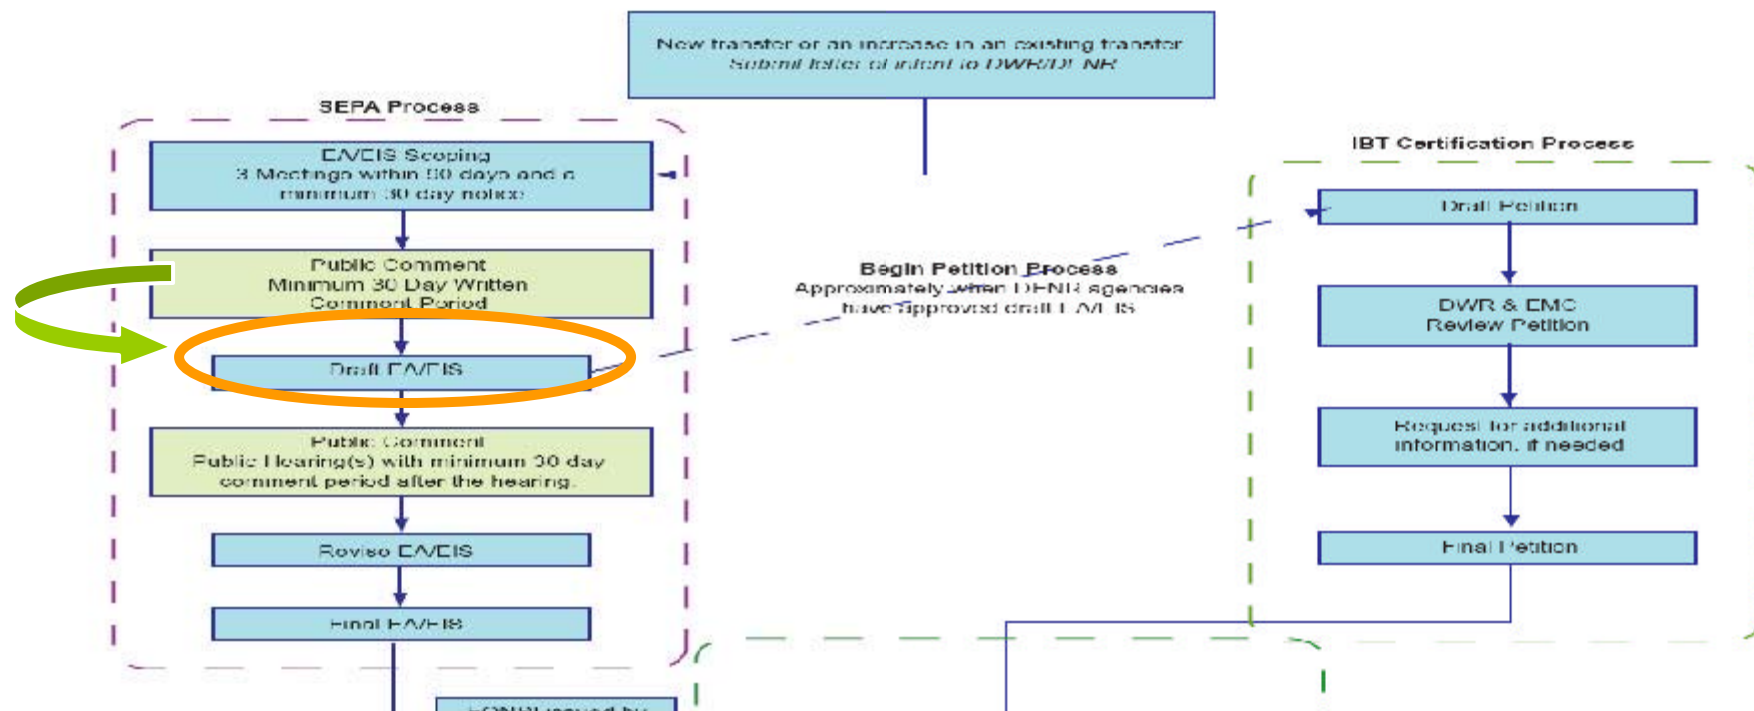 New transfer or an increase in an existing transfer
Submit letter of intent to DWR/DENR
SEPA Process
EA/EIS Scoping
3 Meetings within 90 days and a
minimum 30 day notice
Public Comment
Minimum 30 Day Written
Comment Period
Draft EA/EIS
Public Comment
Public Hearing(s) with minimum 30 day
comment period after the hearing.
Revise EA/EIS
Final EA/EIS
Begin Petition Process
Approximately when DENR agencies
have approved draft EA/EIS
IBT Certification Process
Draft Petition
DWR & EMC
Review Petition
Request for additional
information, if needed
Final Petition
FONSI issued by